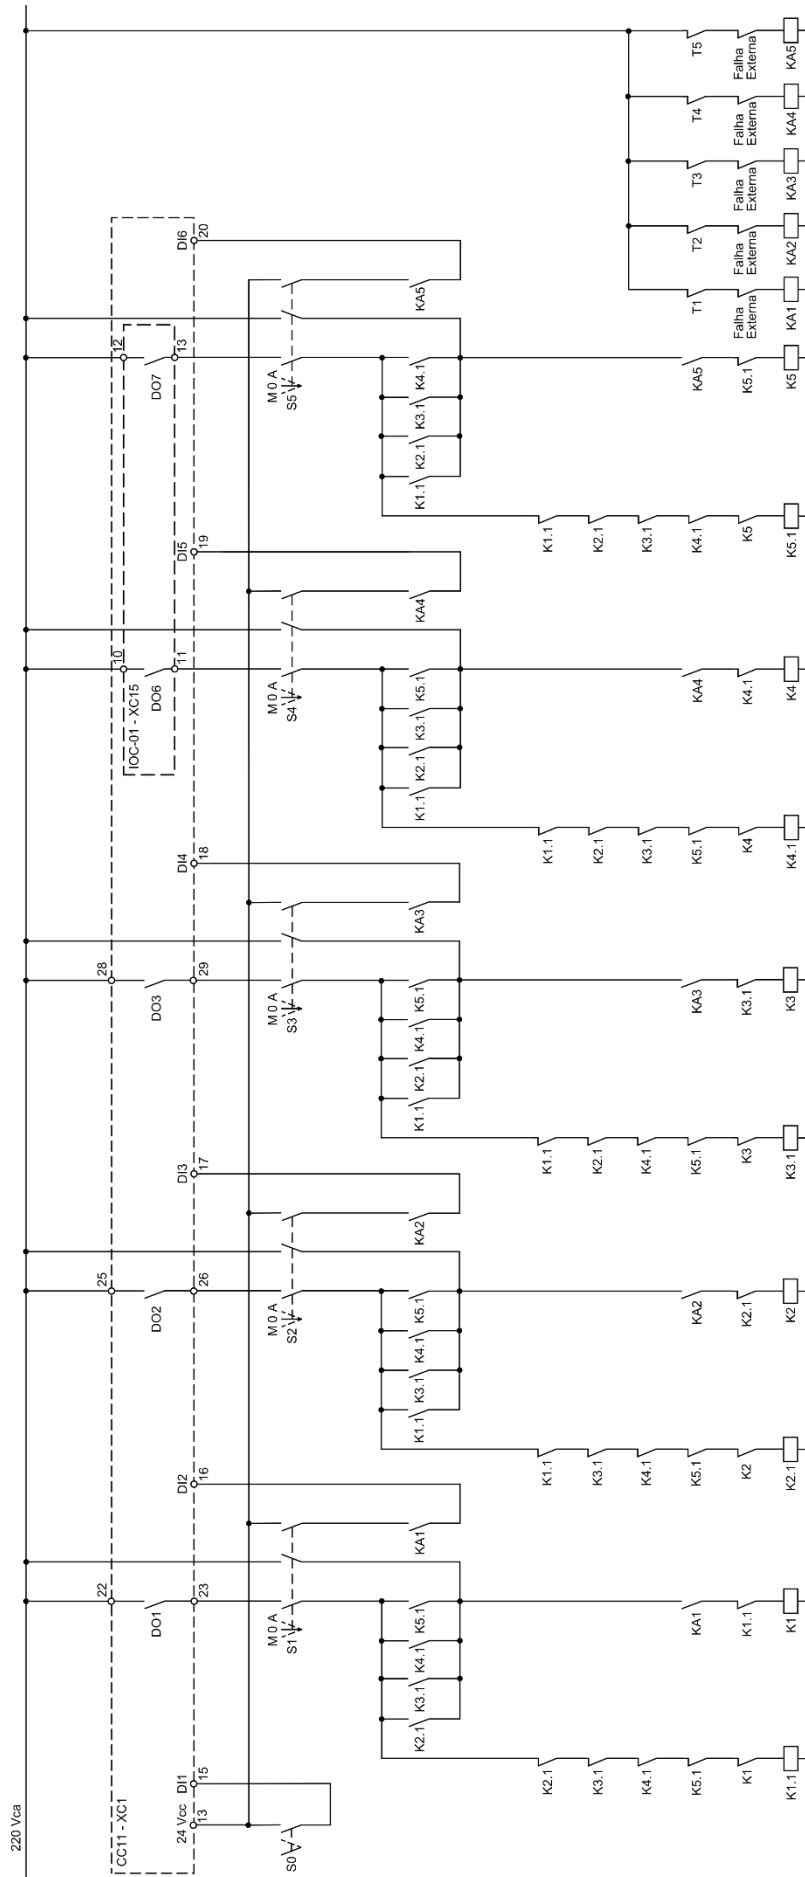 220 Vca
CC11 - XC1
24 Vcc
13
DI1
15
S0
22
DO1
23
M 0 A
S1
DI2
16
KA1
K2.1
K3.1
K4.1
K5.1
K2.1
K3.1
K4.1
K5.1
K1
K1.1
KA1
K1.1
K1
25
DO2
26
M 0 A
S2
DI3
17
KA2
K1.1
K3.1
K4.1
K5.1
K1.1
K3.1
K4.1
K5.1
K2
K2.1
KA2
K2.1
K2
28
DO3
29
M 0 A
S3
DI4
18
KA3
K1.1
K2.1
K4.1
K5.1
K1.1
K2.1
K4.1
K5.1
K3
K3.1
KA3
K3.1
K3
IOC-01 - XC15
10
DO6
11
M 0 A
S4
DI5
19
KA4
K1.1
K2.1
K3.1
K5.1
K1.1
K2.1
K3.1
K5.1
K4
K4.1
KA4
K4.1
K4
12
DO7
13
M 0 A
S5
DI6
20
KA5
K1.1
K2.1
K3.1
K4.1
K1.1
K2.1
K3.1
K4.1
K5
K5.1
KA5
K5.1
K5
T1
Falha
Externa
KA1
T2
Falha
Externa
KA2
T3
Falha
Externa
KA3
T4
Falha
Externa
KA4
T5
Falha
Externa
KA5